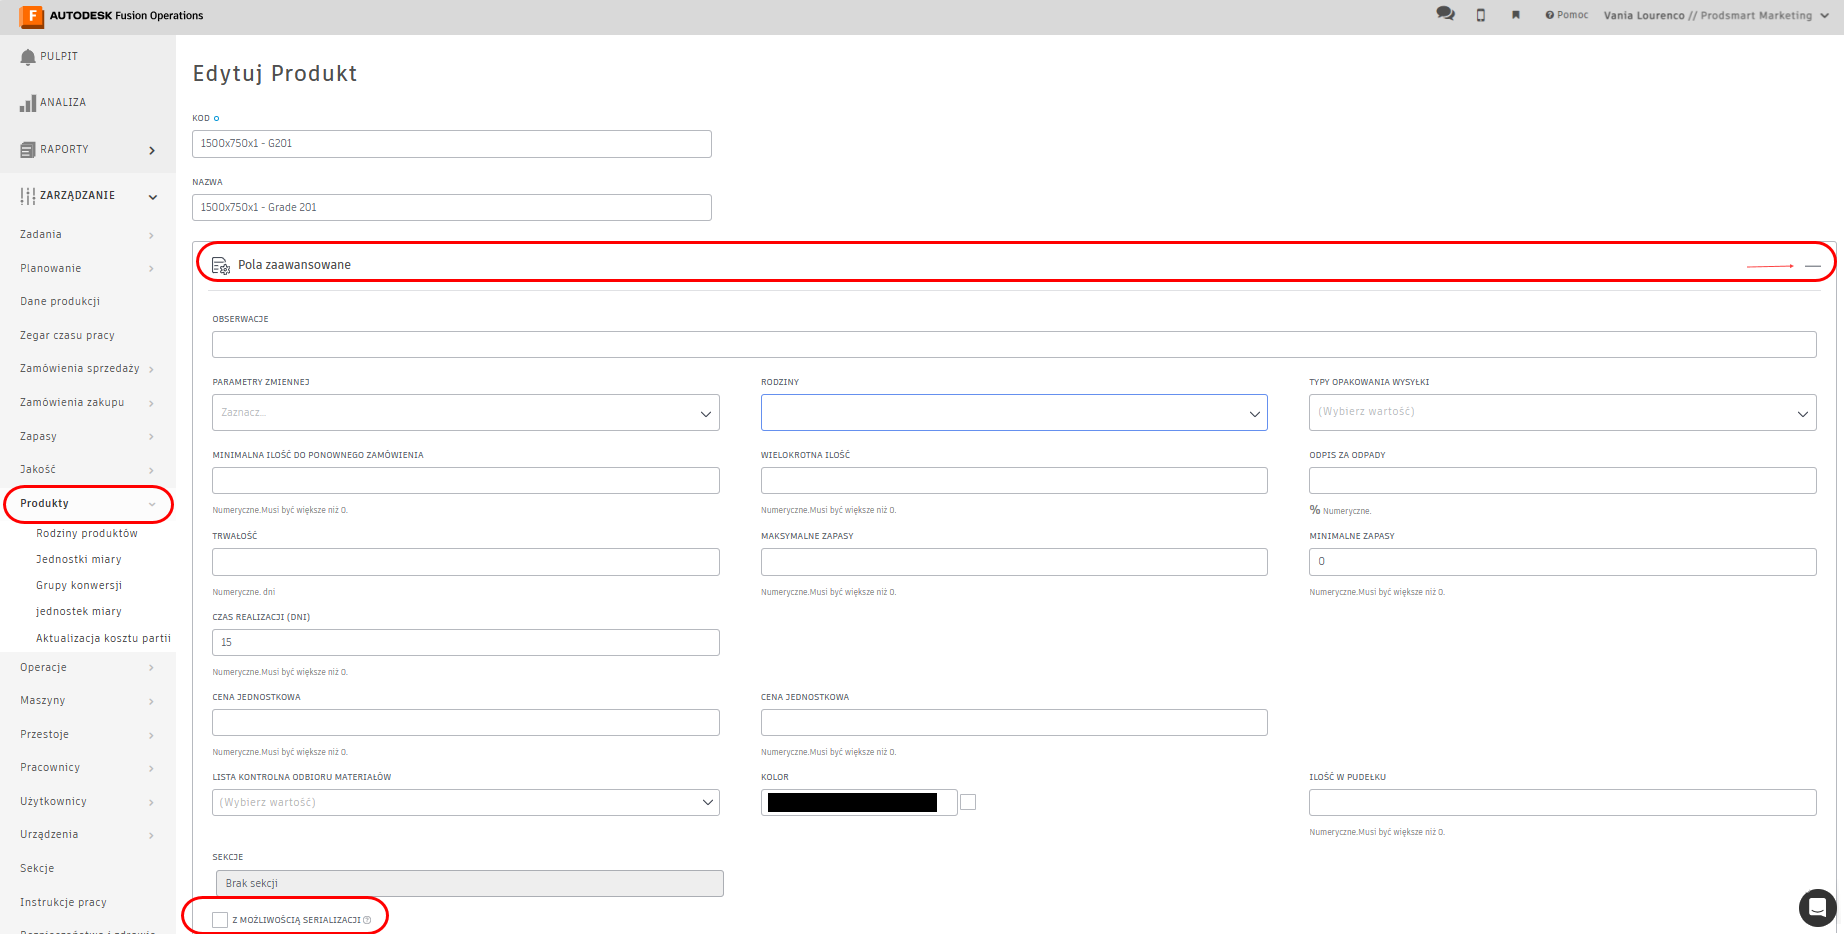 AUTODESK Fusion Operations
Pomoc
Vania Lourenco // Prodsmart Marketing
PULPIT
ANALIZA
RAPORTY
ZARZĄDZANIE
Zadania
Planowanie
Dane produkcji
Zegar czasu pracy
Zamówienia sprzedaży
Zamówienia zakupu
Zapasy
Jakość
Produkty
Rodziny produktów
Jednostki miary
Grupy konwersji
jednostek miary
Aktualizacja kosztu partii
Operacje
Maszyny
Przestoje
Pracownicy
Użytkownicy
Urządzenia
Sekcje
Instrukcje pracy
Edytuj Produkt
KOD
1500x750x1 - G201
NAZWA
1500x750x1 - Grade 201
Pola zaawansowane
OBSERWACJE
PARAMETRY ZMIENNEJ RODZINY TYPY OPAKOWANIA WYSYŁKI
Zaznacz... (Wybierz wartość)
MINIMALNA ILOŚĆ DO PONOWNEGO ZAMÓWIENIA WIELOKROTNA ILOŚĆ ODPIS ZA ODPADY
Numeryczne.Musi być większe niż 0. Numeryczne.Musi być większe niż 0. % Numeryczne.
TRWAŁOŚĆ MAKSYMALNE ZAPASY MINIMALNE ZAPASY
0
Numeryczne. dni Numeryczne.Musi być większe niż 0. Numeryczne.Musi być większe niż 0.
CZAS REALIZACJI (DNI)
15
Numeryczne.Musi być większe niż 0.
CENA JEDNOSTKOWA CENA JEDNOSTKOWA
Numeryczne.Musi być większe niż 0. Numeryczne.Musi być większe niż 0.
LISTA KONTROLNA ODBIORU MATERIAŁÓW KOLOR ILOŚĆ W PUDEŁKU
(Wybierz wartość)
Numeryczne.Musi być większe niż 0.
SEKCJE
Brak sekcji
Z MOŻLIWOŚCIĄ SERIALIZACJI